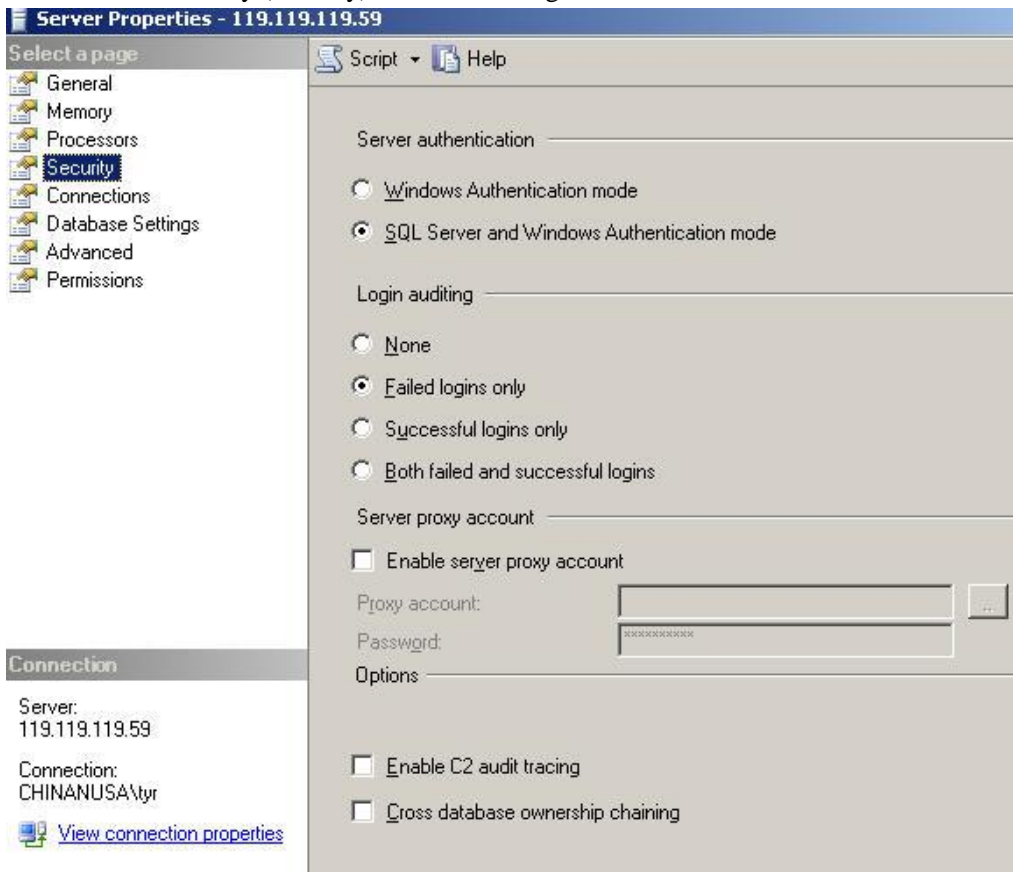 Server Properties - 119.119.119.59
Select a page
General
Memory
Processors
Security
Connections
Database Settings
Advanced
Permissions
Script
Help
Server authentication
Windows Authentication mode
SQL Server and Windows Authentication mode
Login auditing
None
Failed logins only
Successful logins only
Both failed and successful logins
Server proxy account
Enable server proxy account
Proxy account:
...
Password:
**********
Options
Enable C2 audit tracing
Cross database ownership chaining
Connection
Server:
119.119.119.59
Connection:
CHINANUSA\tyr
View connection properties